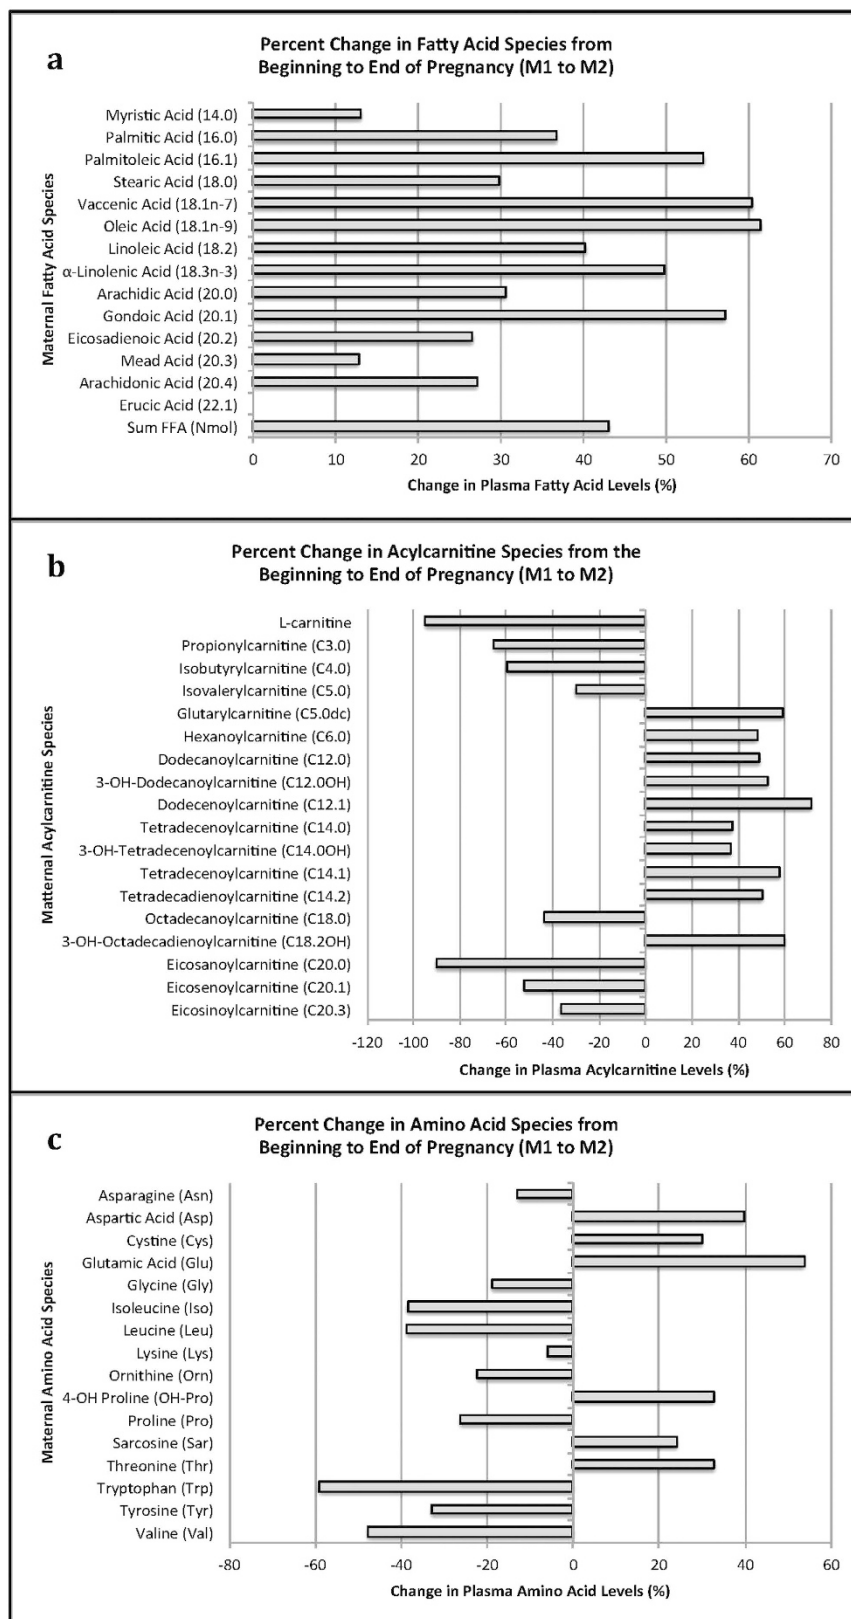 a
Percent Change in Fatty Acid Species from
Beginning to End of Pregnancy (M1 to M2)
Maternal Fatty Acid Species
Myristic Acid (14.0)
Palmitic Acid (16.0)
Palmitoleic Acid (16.1)
Stearic Acid (18.0)
Vaccenic Acid (18.1n-7)
Oleic Acid (18.1n-9)
Linoleic Acid (18.2)
α-Linolenic Acid (18.3n-3)
Arachidic Acid (20.0)
Gondoic Acid (20.1)
Eicosadienoic Acid (20.2)
Mead Acid (20.3)
Arachidonic Acid (20.4)
Erucic Acid (22.1)
Sum FFA (Nmol)
0 10 20 30 40 50 60 70
Change in Plasma Fatty Acid Levels (%)
b
Percent Change in Acylcarnitine Species from the
Beginning to End of Pregnancy (M1 to M2)
Matternal Acylcarnitine Species
L-carnitine
Propionylcarnitine (C3.0)
Isobutyrylcarnitine (C4.0)
Isovalerylcarnitine (C5.0)
Glutarylcarnitine (C5.0dc)
Hexanoylcarnitine (C6.0)
Dodecanoylcarnitine (C12.0)
3-OH-Dodecanoylcarnitine (C12.0OH)
Dodecenoylcarnitine (C12.1)
Tetradecenoylcarnitine (C14.0)
3-OH-Tetradecenoylcarnitine (C14.0OH)
Tetradecenoylcarnitine (C14.1)
Tetradecadienoylcarnitine (C14.2)
Octadecanoylcarnitine (C18.0)
3-OH-Octadecadienoylcarnitine (C18.2OH)
Eicosanoylcarnitine (C20.0)
Eicosenoylcarnitine (C20.1)
Eicosinoylcarnitine (C20.3)
-120 -100 -80 -60 -40 -20 0 20 40 60 80
Change in Plasma Acylcarnitine Levels (%)
c
Percent Change in Amino Acid Species from
Beginning to End of Pregnancy (M1 to M2)
Maternal Amino Acid Species
Asparagine (Asn)
Aspartic Acid (Asp)
Cystine (Cys)
Glutamic Acid (Glu)
Glycine (Gly)
Isoleucine (Iso)
Leucine (Leu)
Lysine (Lys)
Ornithine (Orn)
4-OH Proline (OH-Pro)
Proline (Pro)
Sarcosine (Sar)
Threonine (Thr)
Tryptophan (Trp)
Tyrosine (Tyr)
Valine (Val)
-80 -60 -40 -20 0 20 40 60
Change in Plasma Amino Acid Levels (%)